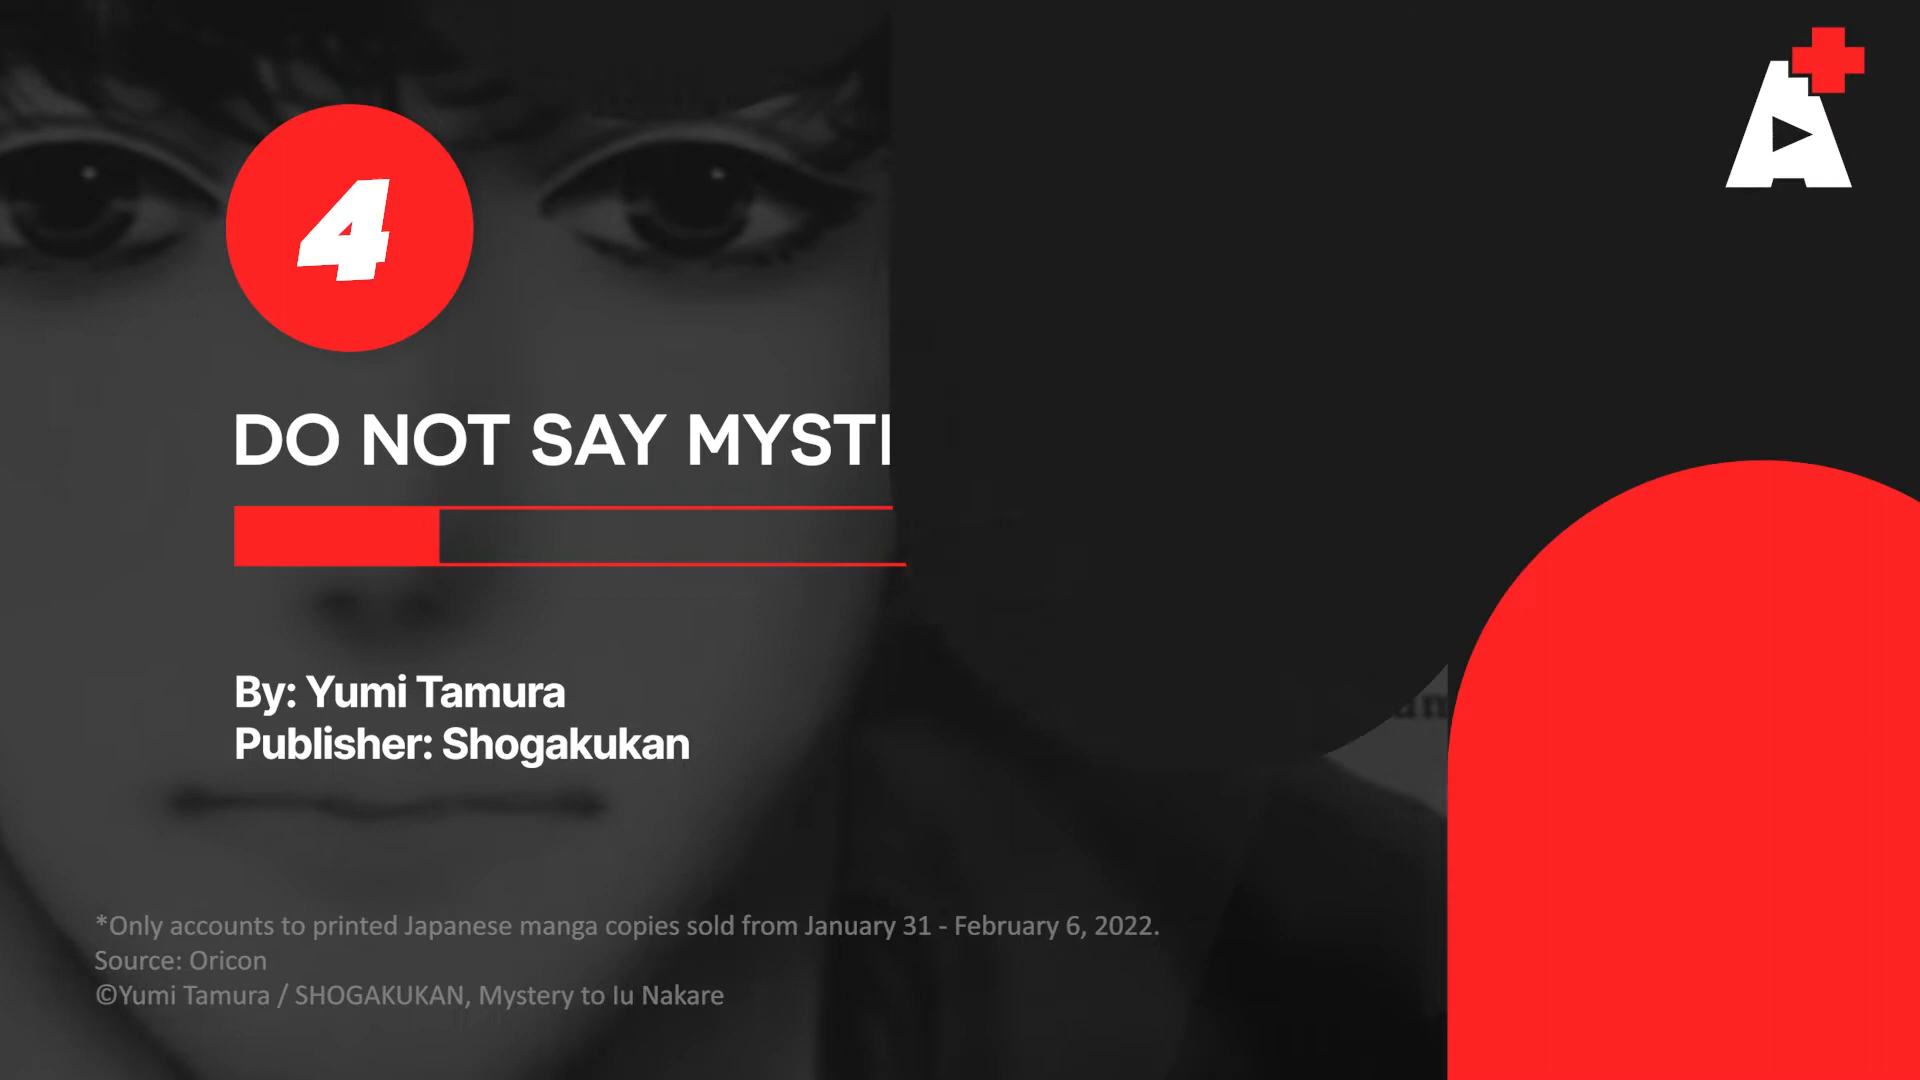 4
DO NOT SAY MYST
By: Yumi Tamura
Publisher: Shogakukan
*Only accounts to printed Japanese manga copies sold from January 31 - February 6, 2022.
Source: Oricon
©Yumi Tamura / SHOGAKUKAN, Mystery to Iu Nakare